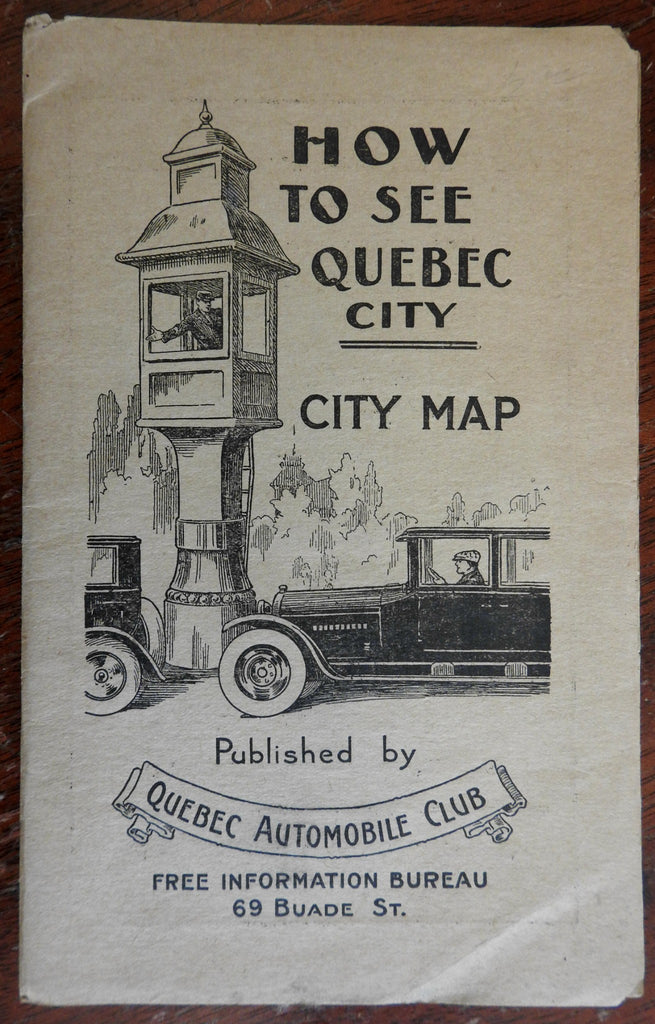 HOW
TO SEE
QUEBEC
CITY
CITY MAP
Published by
QUEBEC AUTOMOBILE CLUB
FREE INFORMATION BUREAU
69 BUADE ST.